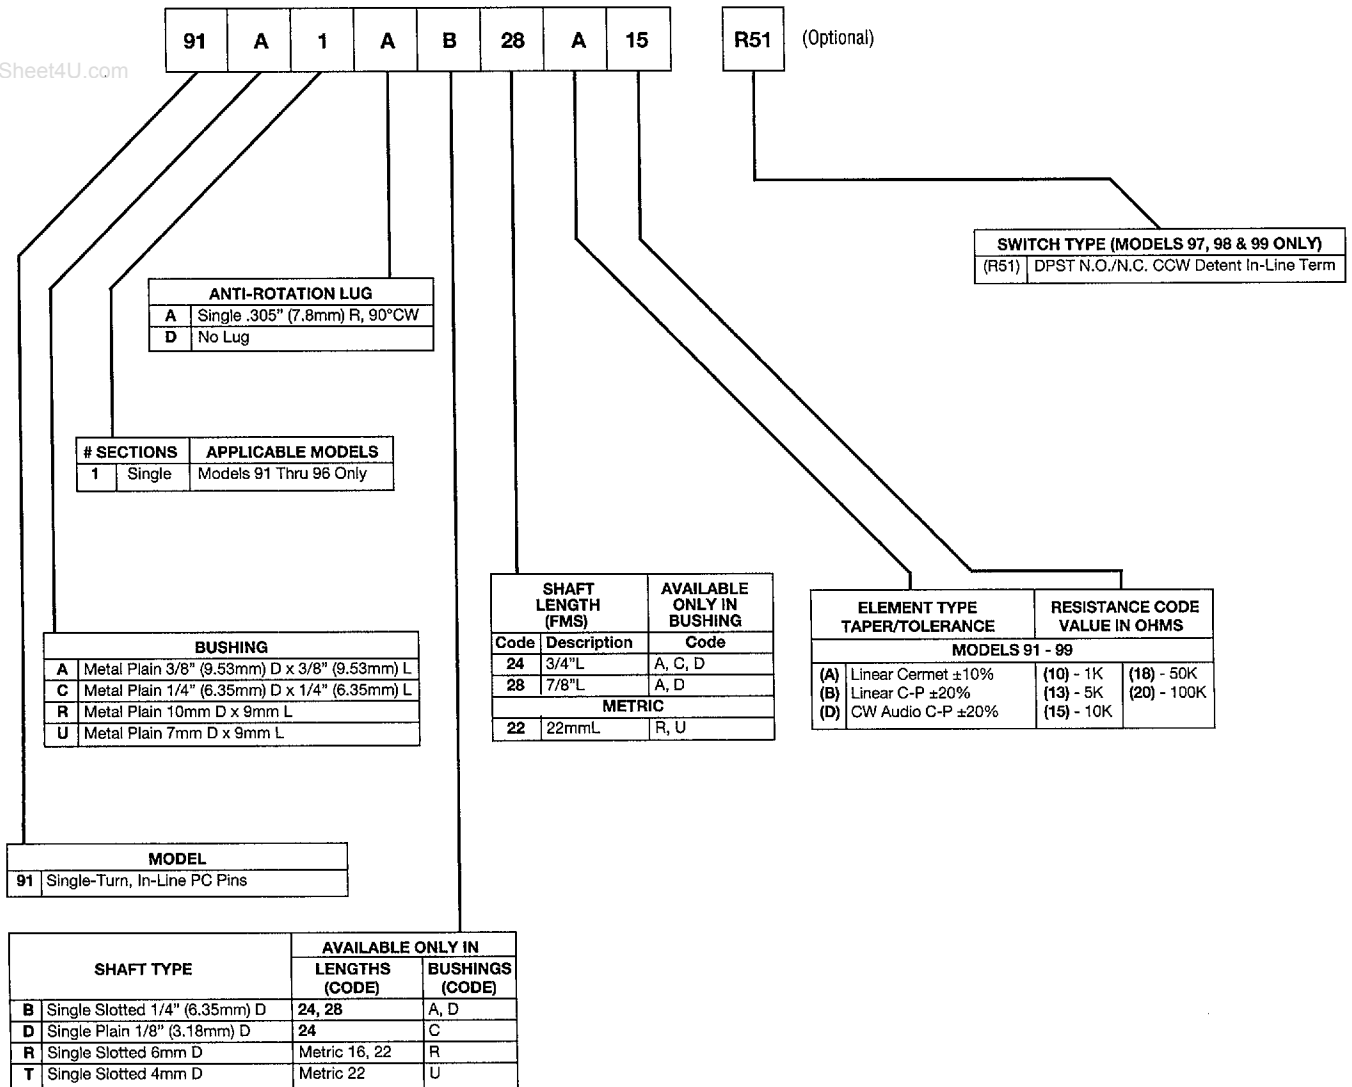 91 A 1 A B 28 A 15 R51 (Optional)
Sheet4U.com
SWITCH TYPE (MODELS 97, 98 & 99 ONLY)
(R51) DPST N.O./N.C. CCW Detent In-Line Term
ANTI-ROTATION LUG
A Single .305" (7.8mm) R, 90°CW
D No Lug
# SECTIONS APPLICABLE MODELS
1 Single Models 91 Thru 96 Only
SHAFT LENGTH (FMS) AVAILABLE ONLY IN BUSHING
Code Description Code
24 3/4"L A, C, D
28 7/8"L A, D
METRIC
22 22mmL R, U
ELEMENT TYPE TAPER/TOLERANCE RESISTANCE CODE VALUE IN OHMS
MODELS 91 - 99
(A) Linear Cermet ±10% (10) - 1K (18) - 50K
(B) Linear C-P ±20% (13) - 5K (20) - 100K
(D) CW Audio C-P ±20% (15) - 10K
BUSHING
A Metal Plain 3/8" (9.53mm) D x 3/8" (9.53mm) L
C Metal Plain 1/4" (6.35mm) D x 1/4" (6.35mm) L
R Metal Plain 10mm D x 9mm L
U Metal Plain 7mm D x 9mm L
MODEL
91 Single-Turn, In-Line PC Pins
SHAFT TYPE AVAILABLE ONLY IN
LENGTHS (CODE) BUSHINGS (CODE)
B Single Slotted 1/4" (6.35mm) D 24, 28 A, D
D Single Plain 1/8" (3.18mm) D 24 C
R Single Slotted 6mm D Metric 16, 22 R
T Single Slotted 4mm D Metric 22 U